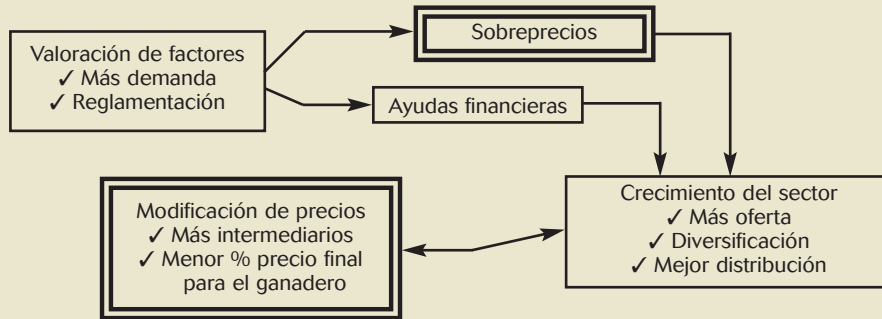 Valoración de factores
✓ Más demanda
✓ Reglamentación
Sobreprecios
Ayudas financieras
Modificación de precios
✓ Más intermediarios
✓ Menor % precio final
para el ganadero
Crecimiento del sector
✓ Más oferta
✓ Diversificación
✓ Mejor distribución